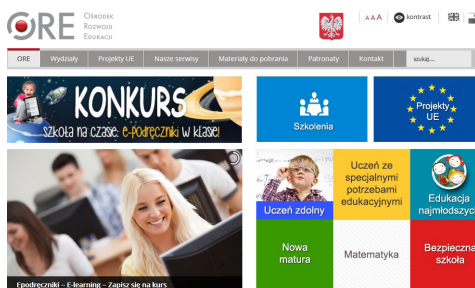 ORE
Ośrodek
Rozwoju
Edukacji
A A A
kontrast
ORE
Wydziały
Projekty UE
Nasze serwisy
Materiały do pobrania
Patronaty
Kontakt
szukaj...
KONKURS
SZKOŁA NA CZASIE. E-PODRĘCZNIKI W KLASIE!
Szkolenia
Projekty
UE
Uczeń zdolny
Uczeń ze
specjalnymi
potrzebami
edukacyjnymi
Edukacja
najmłodszyc
Nowa
matura
Matematyka
Bezpieczna
szkoła
Epodręczniki – E-learning – Zapisz się na kurs